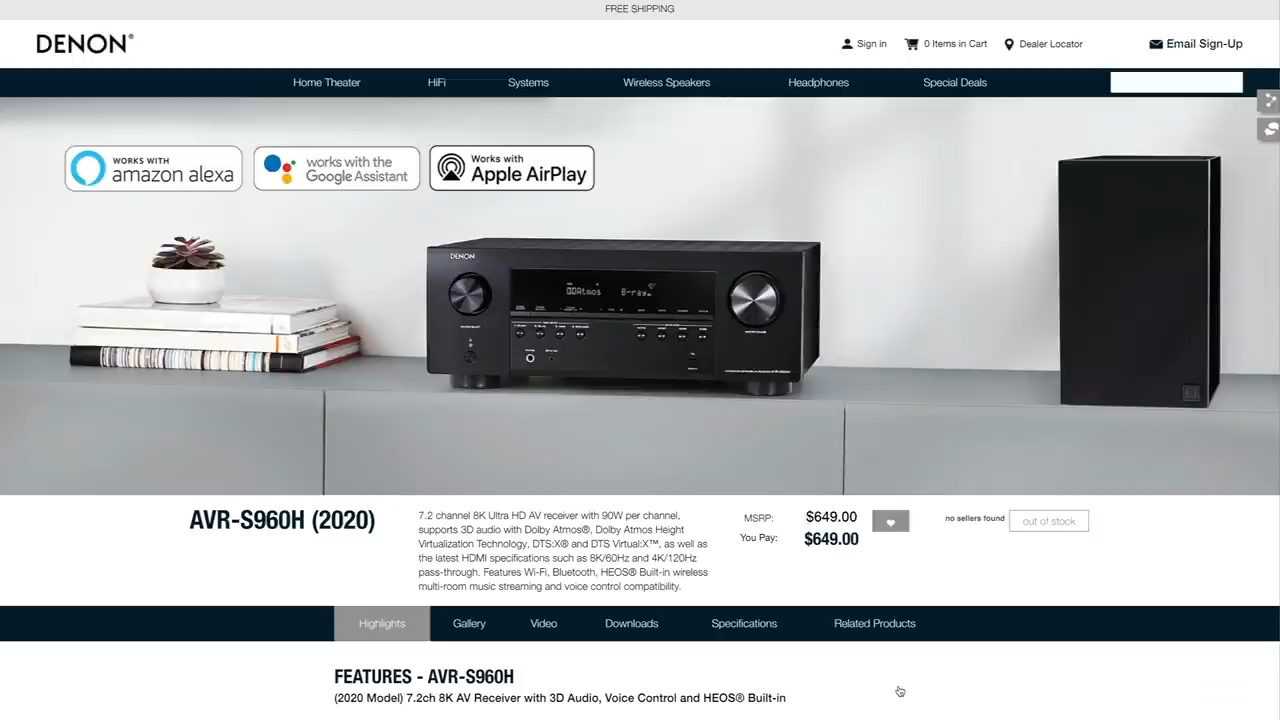 FREE SHIPPING
DENON®
Sign in
0 Items in Cart
Dealer Locator
Email Sign-Up
Home Theater
HiFi
Systems
Wireless Speakers
Headphones
Special Deals
WORKS WITH
amazon alexa
works with the
Google Assistant
Works with
Apple AirPlay
DENON
AVR-S960H (2020)
7.2 channel 8K Ultra HD AV receiver with 90W per channel,
supports 3D audio with Dolby Atmos®, Dolby Atmos Height
Virtualization Technology, DTS:X® and DTS Virtual:X™, as well as
the latest HDMI specifications such as 8K/60Hz and 4K/120Hz
pass-through. Features Wi-Fi, Bluetooth, HEOS® Built-in wireless
multi-room music streaming and voice control compatibility.
MSRP: $649.00
You Pay: $649.00
no sellers found
out of stock
Highlights
Gallery
Video
Downloads
Specifications
Related Products
FEATURES - AVR-S960H
(2020 Model) 7.2ch 8K AV Receiver with 3D Audio, Voice Control and HEOS® Built-in